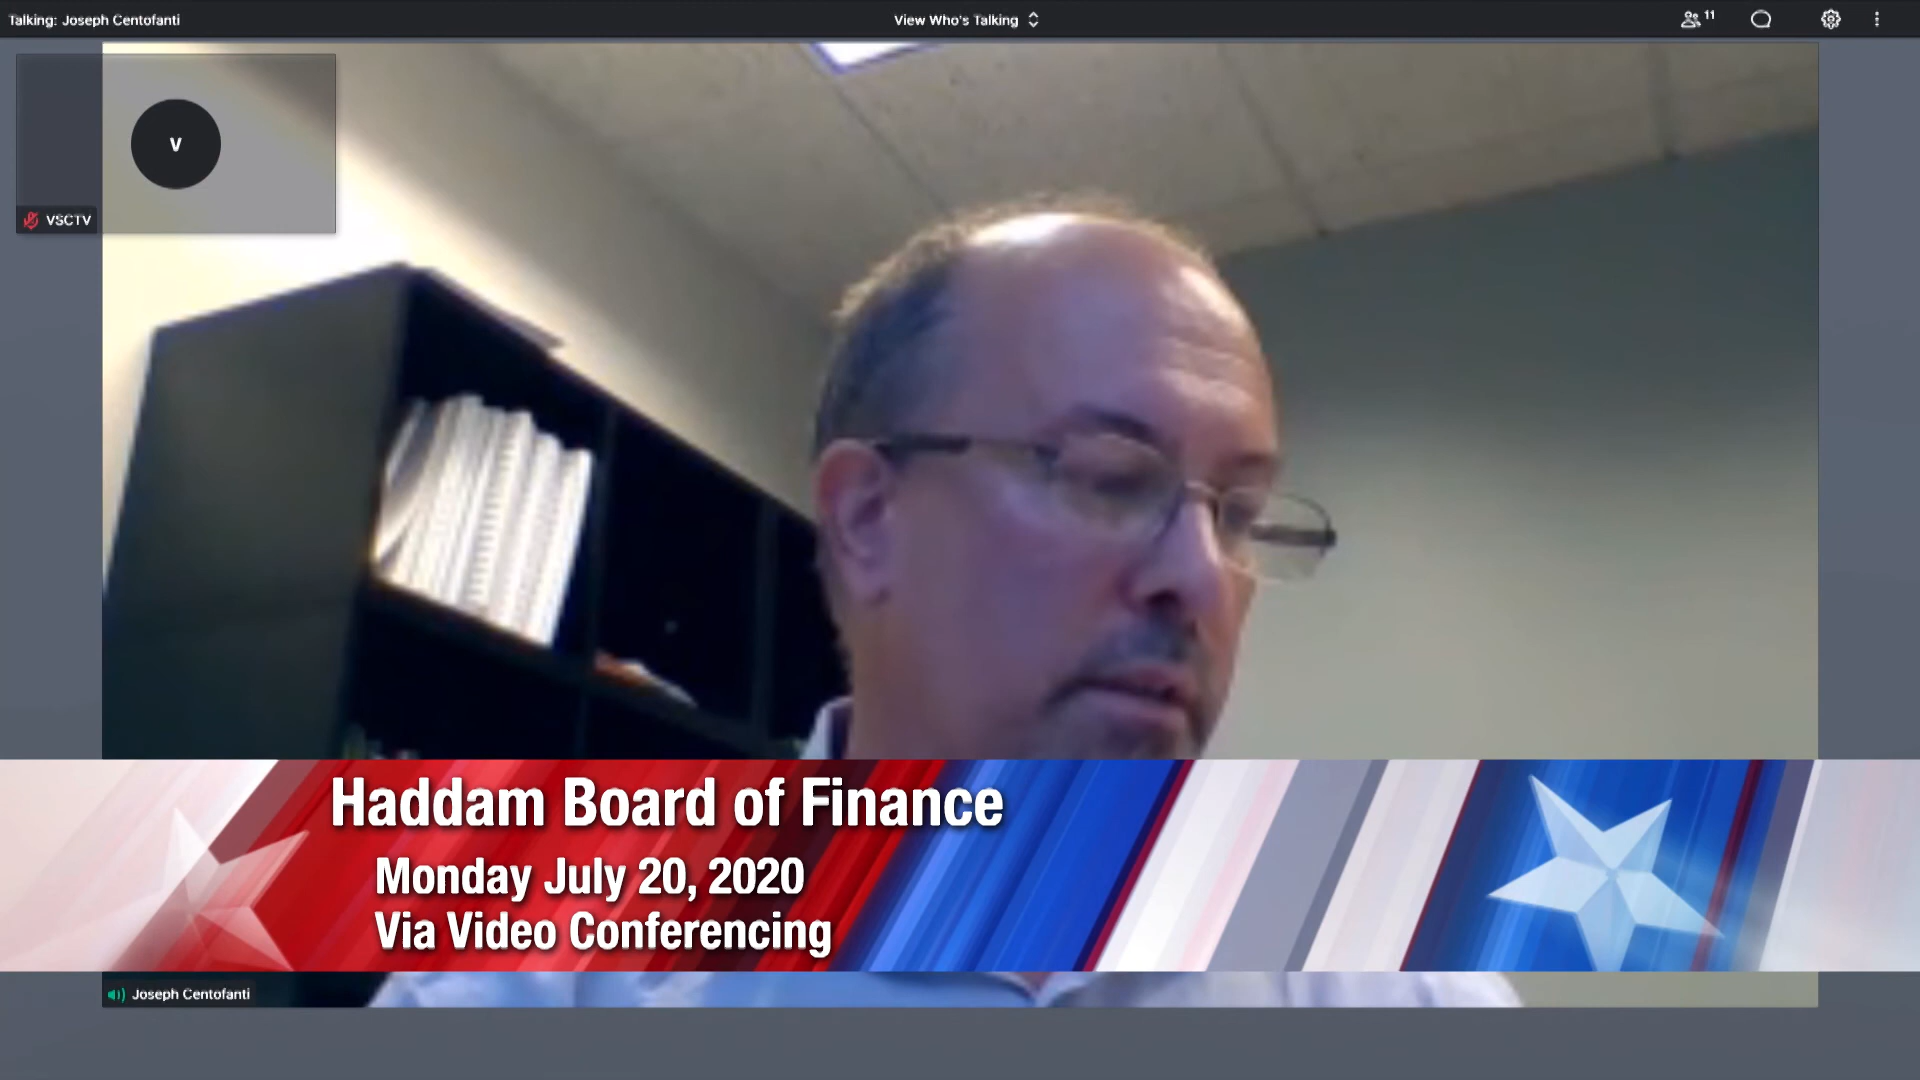 Talking: Joseph Centofanti
View Who's Talking
11
V
VSCTV
Haddam Board of Finance
Monday July 20, 2020
Via Video Conferencing
Joseph Centofanti